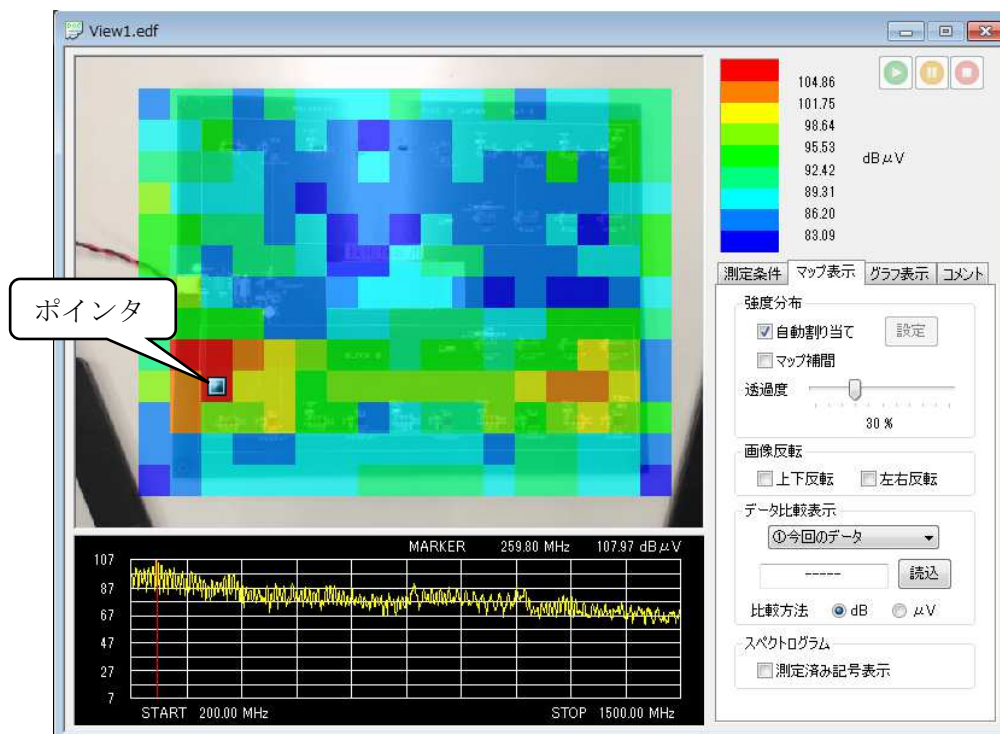 View1.edf
ポインタ
104.86
101.75
98.64
95.53
92.42
89.31
86.20
83.09
dBμV
測定条件 マップ表示 グラフ表示 コメント
強度分布
自動割り当て 設定
マップ補間
透過度
30 %
画像反転
上下反転 左右反転
データ比較表示
①今回のデータ
----- 読込
比較方法 dB μV
スペクトログラム
測定済み記号表示
MARKER 259.80 MHz 107.97 dBμV
107
87
67
47
27
7
START 200.00 MHz STOP 1500.00 MHz